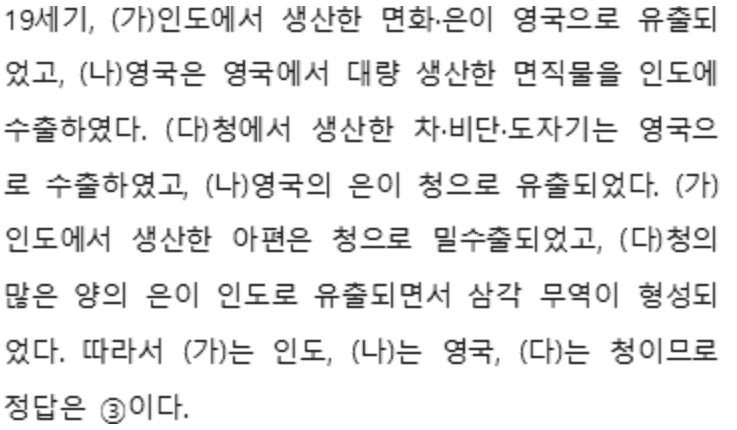 19세기, (가)인도에서 생산한 면화·은이 영국으로 유출되
었고, (나)영국은 영국에서 대량 생산한 면직물을 인도에
수출하였다. (다)청에서 생산한 차·비단·도자기는 영국으
로 수출하였고, (나)영국의 은이 청으로 유출되었다. (가)
인도에서 생산한 아편은 청으로 밀수출되었고, (다)청의
많은 양의 은이 인도로 유출되면서 삼각 무역이 형성되
었다. 따라서 (가)는 인도, (나)는 영국, (다)는 청이므로
정답은 ③이다.